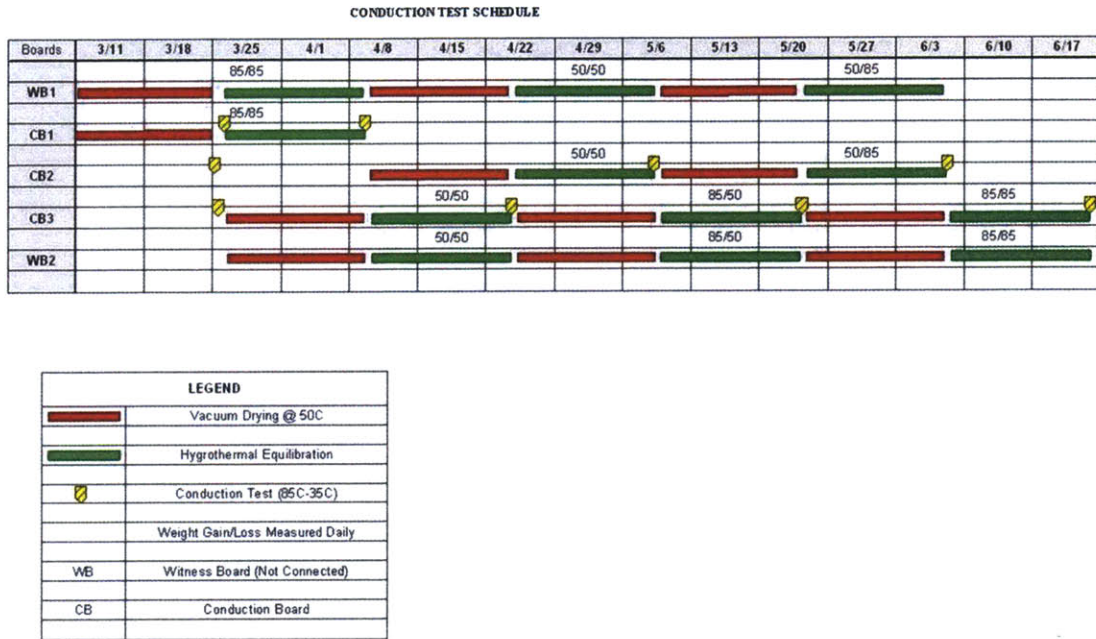 CONDUCTION TEST SCHEDULE
Boards 3/11 3/18 3/25 4/1 4/8 4/15 4/22 4/29 5/6 5/13 5/20 5/27 6/3 6/10 6/17
85/85 50/50 50/85
WB1
85/85
CB1
50/50 50/85
CB2
50/50 85/50 85/85
CB3
50/50 85/50 85/85
WB2
LEGEND
Vacuum Drying @ 50C
Hygrothermal Equilibration
Conduction Test (85C-35C)
Weight Gain/Loss Measured Daily
WB Witness Board (Not Connected)
CB Conduction Board